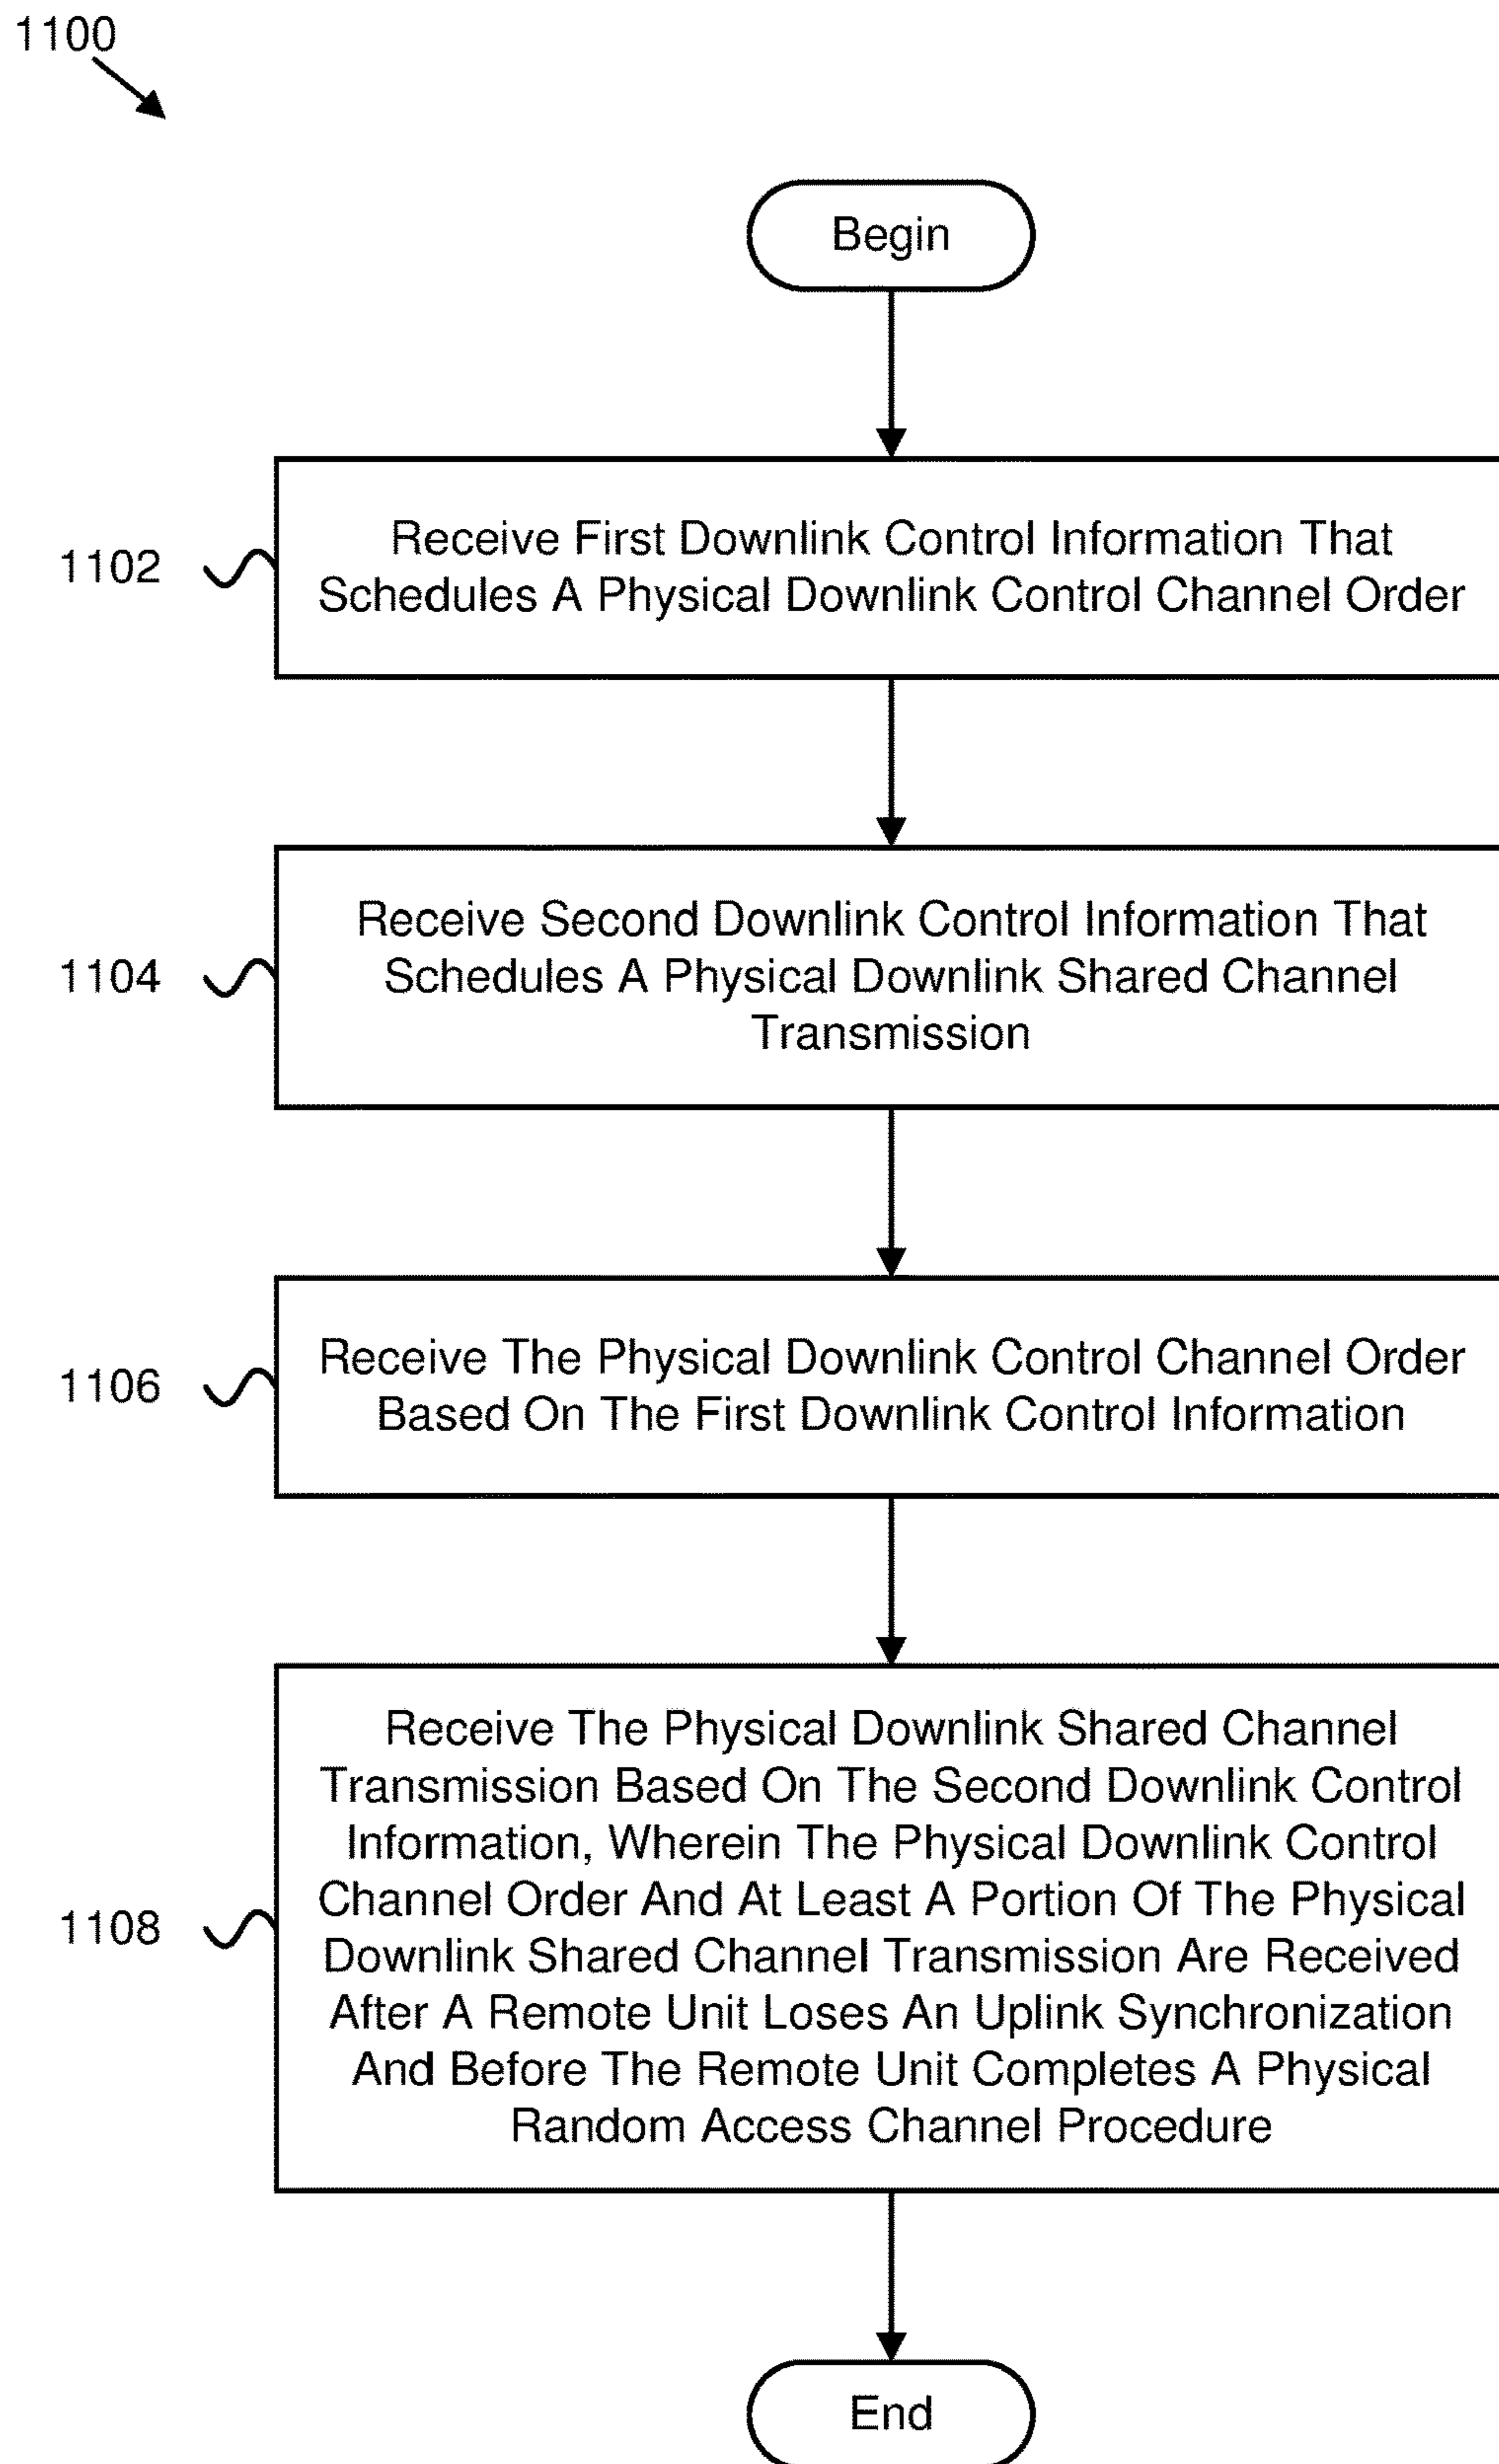 1100
Begin
1102
Receive First Downlink Control Information That
Schedules A Physical Downlink Control Channel Order
1104
Receive Second Downlink Control Information That
Schedules A Physical Downlink Shared Channel
Transmission
1106
Receive The Physical Downlink Control Channel Order
Based On The First Downlink Control Information
1108
Receive The Physical Downlink Shared Channel
Transmission Based On The Second Downlink Control
Information, Wherein The Physical Downlink Control
Channel Order And At Least A Portion Of The Physical
Downlink Shared Channel Transmission Are Received
After A Remote Unit Loses An Uplink Synchronization
And Before The Remote Unit Completes A Physical
Random Access Channel Procedure
End